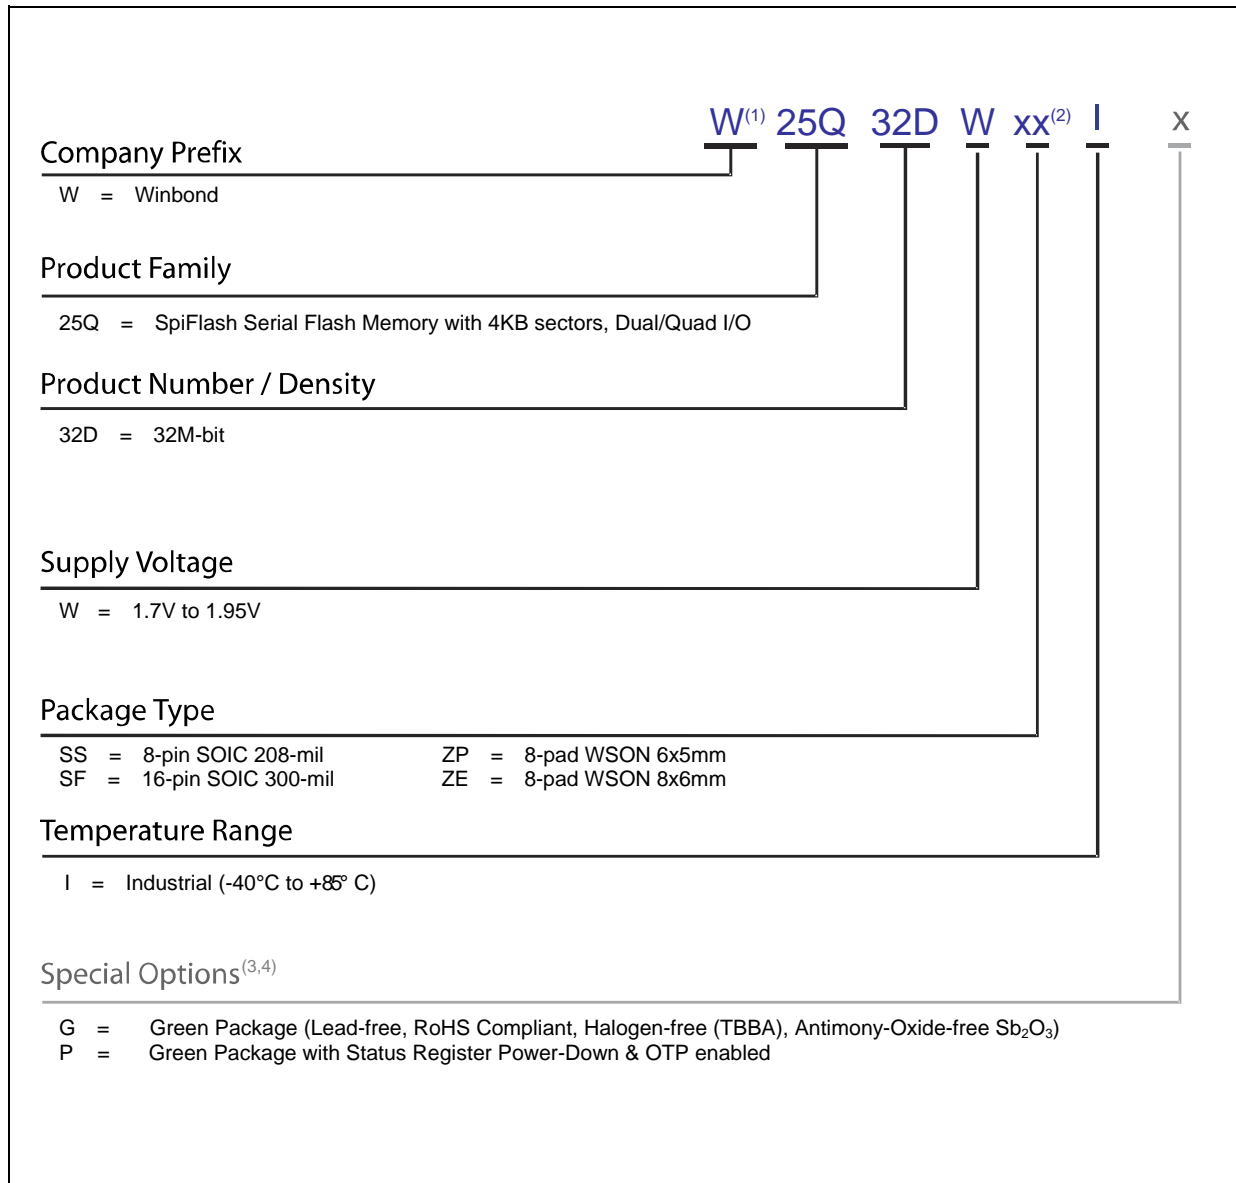 W(1) 25Q 32D W xx(2) I x
Company Prefix
W = Winbond
Product Family
25Q = SpiFlash Serial Flash Memory with 4KB sectors, Dual/Quad I/O
Product Number / Density
32D = 32M-bit
Supply Voltage
W = 1.7V to 1.95V
Package Type
SS = 8-pin SOIC 208-mil ZP = 8-pad WSON 6x5mm
SF = 16-pin SOIC 300-mil ZE = 8-pad WSON 8x6mm
Temperature Range
I = Industrial (-40°C to +85° C)
Special Options(3,4)
G = Green Package (Lead-free, RoHS Compliant, Halogen-free (TBBA), Antimony-Oxide-free Sb2O3)
P = Green Package with Status Register Power-Down & OTP enabled